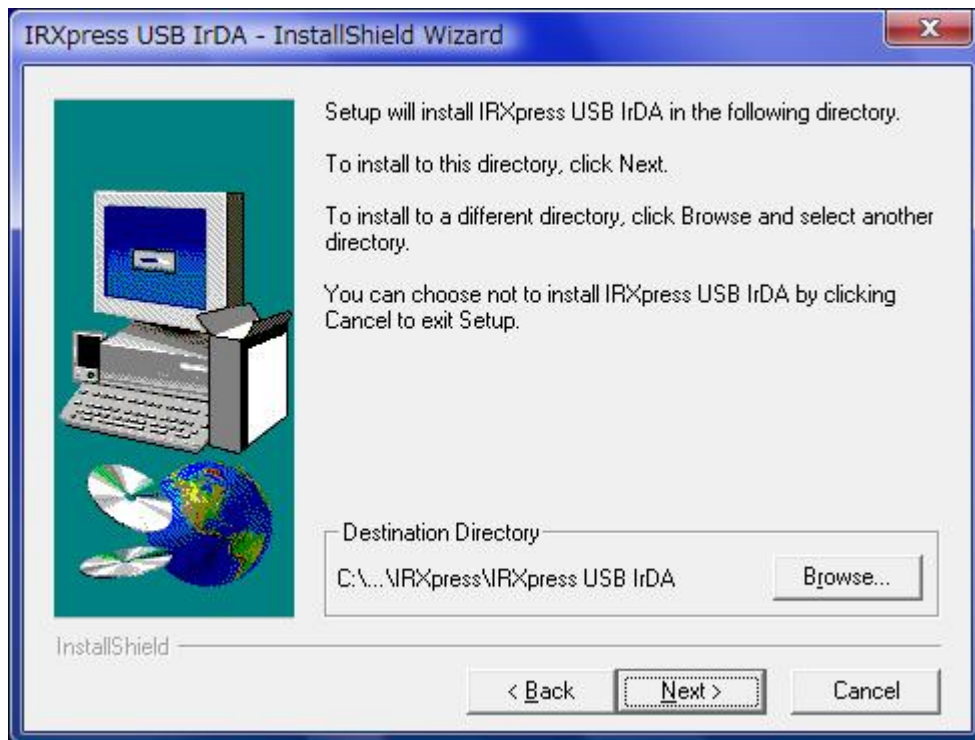 IRXpress USB IrDA - InstallShield Wizard
Setup will install IRXpress USB IrDA in the following directory.
To install to this directory, click Next.
To install to a different directory, click Browse and select another
directory.
You can choose not to install IRXpress USB IrDA by clicking
Cancel to exit Setup.
Destination Directory
C:\...\IRXpress\IRXpress USB IrDA
Browse...
InstallShield
< Back
Next >
Cancel